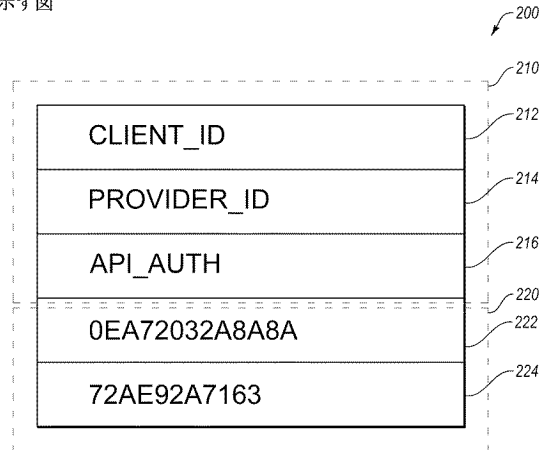 示す図
200
210
CLIENT_ID
212
PROVIDER_ID
214
API_AUTH
216
220
0EA72032A8A8A
222
72AE92A7163
224